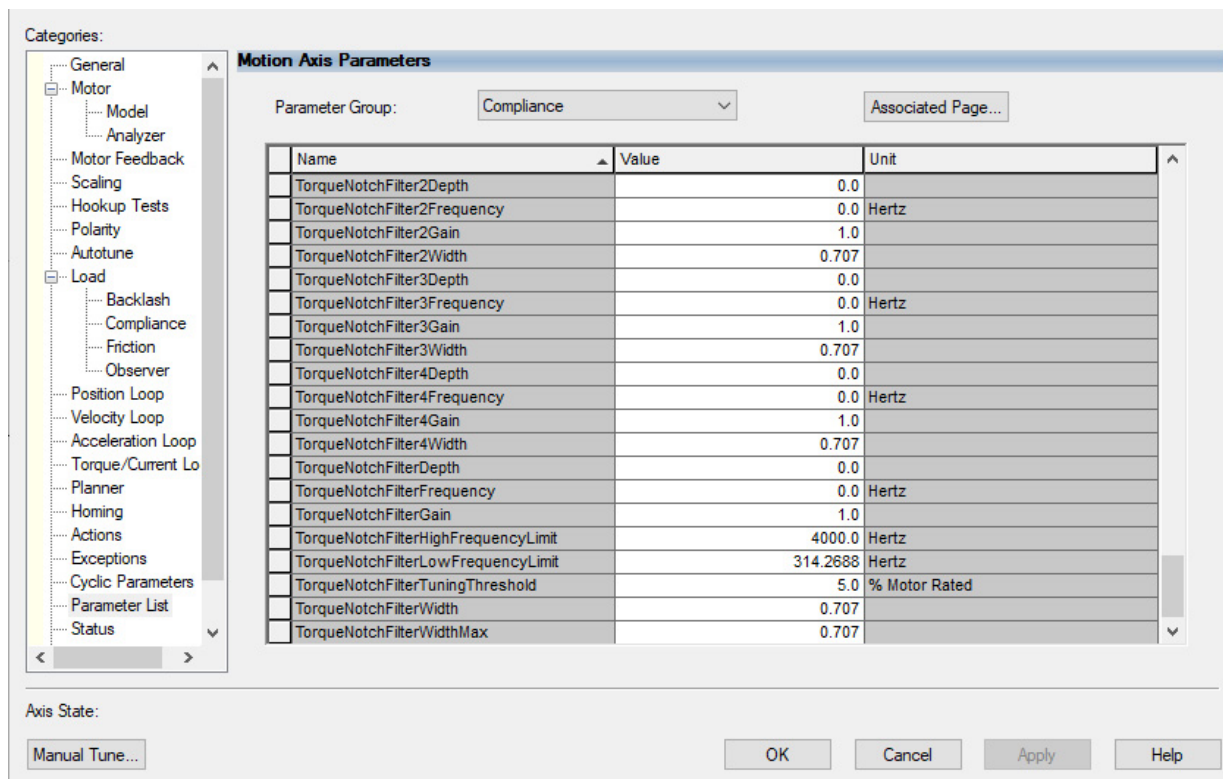 Categories:
General
Motor
Model
Analyzer
Motor Feedback
Scaling
Hookup Tests
Polarity
Autotune
Load
Backlash
Compliance
Friction
Observer
Position Loop
Velocity Loop
Acceleration Loop
Torque/Current Lo
Planner
Homing
Actions
Exceptions
Cyclic Parameters
Parameter List
Status
Motion Axis Parameters
Parameter Group: Compliance Associated Page...
Name Value Unit
TorqueNotchFilter2Depth 0.0
TorqueNotchFilter2Frequency 0.0 Hertz
TorqueNotchFilter2Gain 1.0
TorqueNotchFilter2Width 0.707
TorqueNotchFilter3Depth 0.0
TorqueNotchFilter3Frequency 0.0 Hertz
TorqueNotchFilter3Gain 1.0
TorqueNotchFilter3Width 0.707
TorqueNotchFilter4Depth 0.0
TorqueNotchFilter4Frequency 0.0 Hertz
TorqueNotchFilter4Gain 1.0
TorqueNotchFilter4Width 0.707
TorqueNotchFilterDepth 0.0
TorqueNotchFilterFrequency 0.0 Hertz
TorqueNotchFilterGain 1.0
TorqueNotchFilterHighFrequencyLimit 4000.0 Hertz
TorqueNotchFilterLowFrequencyLimit 314.2688 Hertz
TorqueNotchFilterTuningThreshold 5.0 % Motor Rated
TorqueNotchFilterWidth 0.707
TorqueNotchFilterWidthMax 0.707
Axis State:
Manual Tune... OK Cancel Apply Help